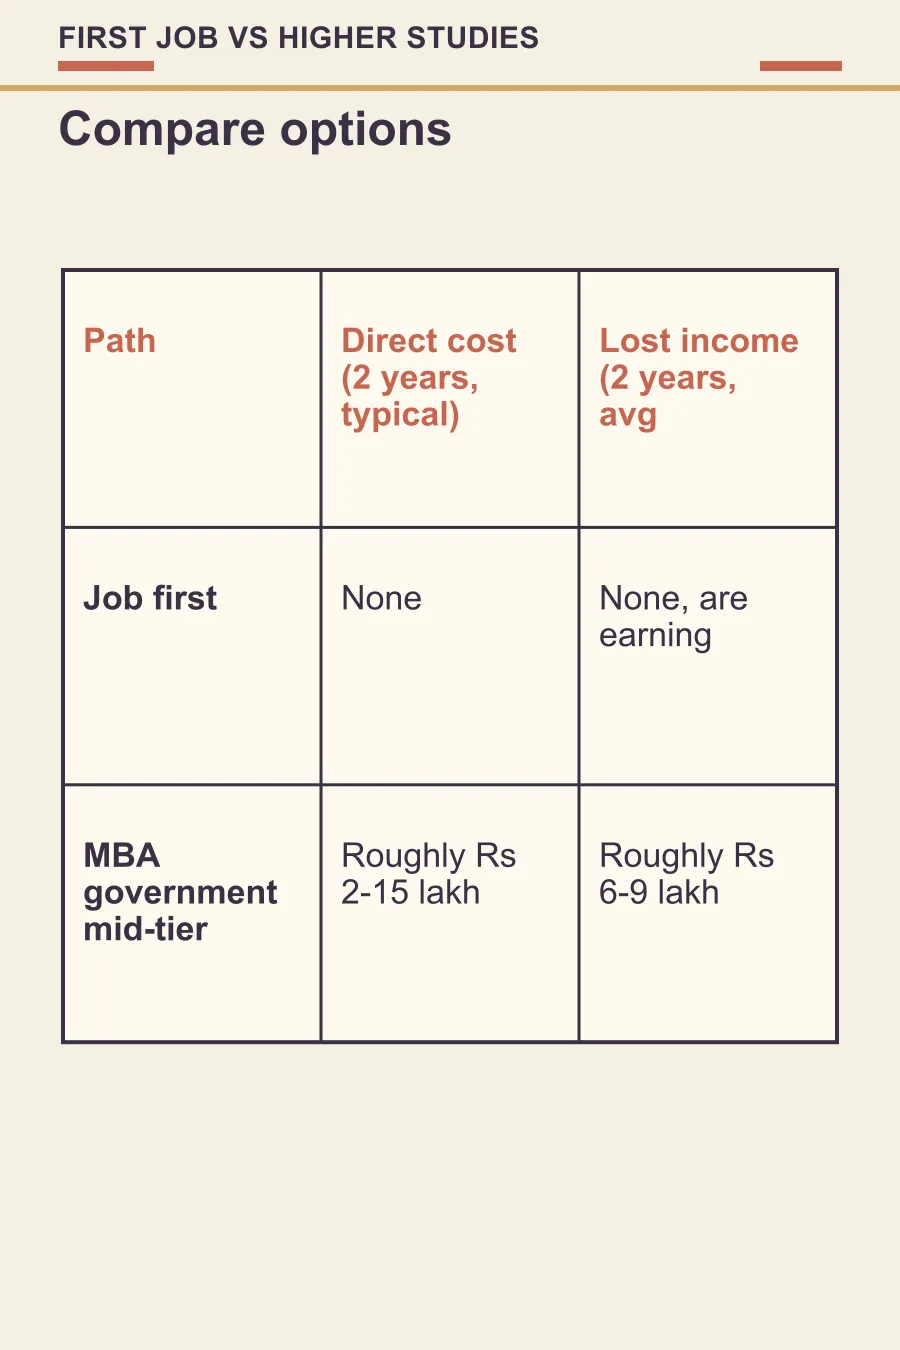 FIRST JOB VS HIGHER STUDIES
Compare options
Path
Direct cost
(2 years,
typical)
Lost income
(2 years,
avg
Job first
None
None, are
earning
MBA
government
mid-tier
Roughly Rs
2-15 lakh
Roughly Rs
6-9 lakh